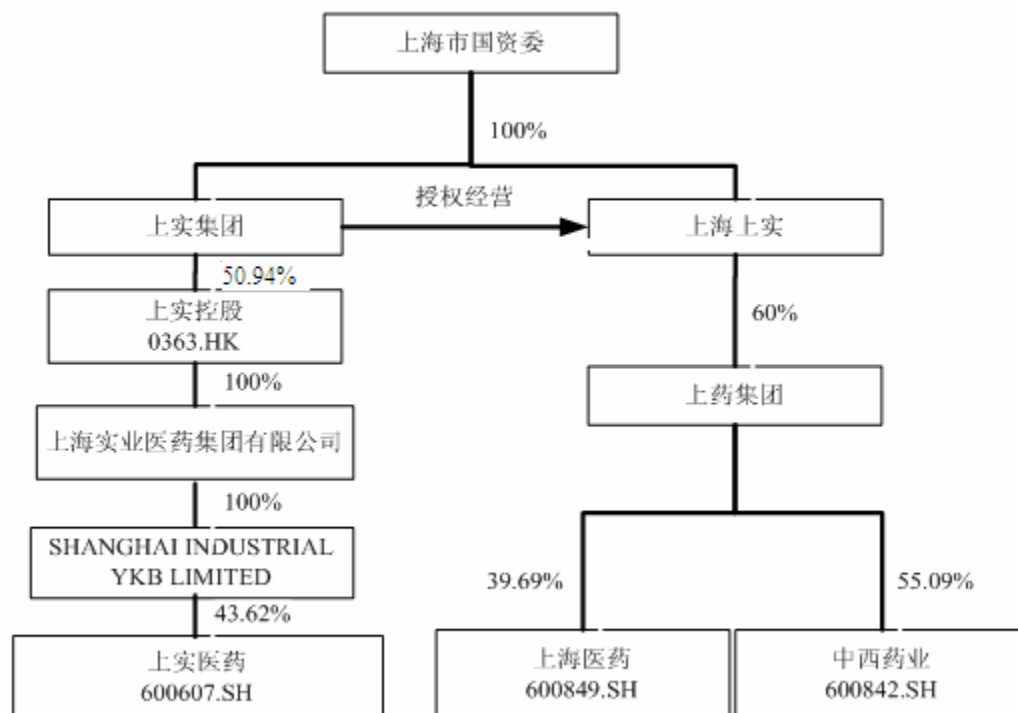 上海市国资委
100%
上实集团
授权经营
上海上实
50.94%
上实控股
0363.HK
60%
100%
上药集团
上海实业医药集团有限公司
100%
SHANGHAI INDUSTRIAL
YKB LIMITED
39.69%
55.09%
43.62%
上实医药
600607.SH
上海医药
600849.SH
中西药业
600842.SH